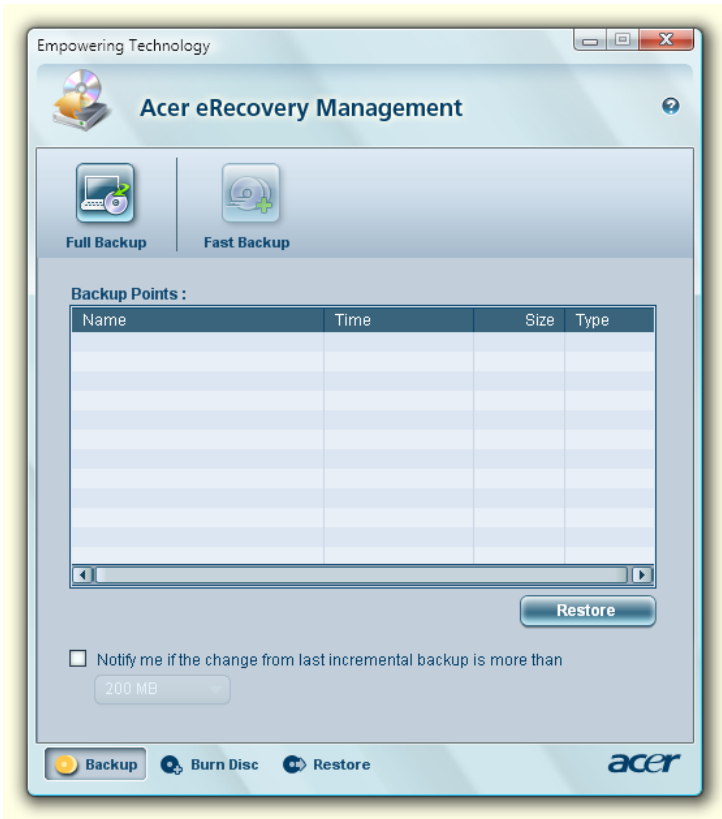 Empowering Technology
Acer eRecovery Management
Full Backup Fast Backup
Backup Points :
Name Time Size Type
Restore
Notify me if the change from last incremental backup is more than
200 MB
Backup Burn Disc Restore acer